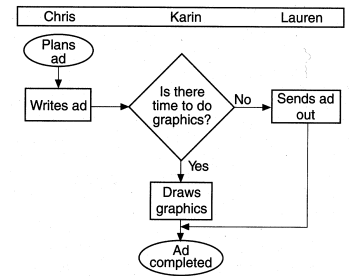 Chris Karin Lauren
Plans
ad
Writes ad
Is there
time to do
graphics?
No
Sends ad
out
Yes
Draws
graphics
Ad
completed